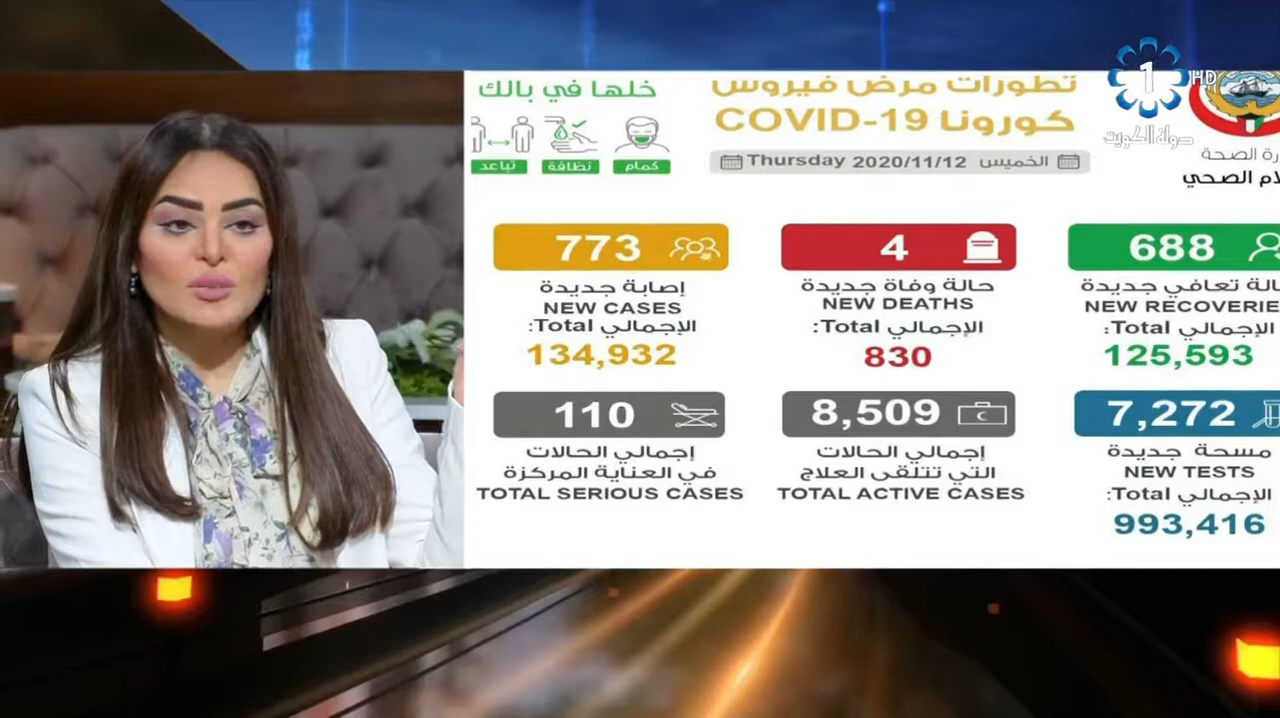 1 HD
دولة الكويت
خلها في بالك
تباعد نظافة كمام
تطورات مرض فيروس
كورونا COVID-19
Thursday 2020/11/12 الخميس
رة الصحة
لام الصحي
773
إصابة جديدة
NEW CASES
الإجمالي Total:
134,932
4
حالة وفاة جديدة
NEW DEATHS
الإجمالي Total:
830
688
الة تعافي جديدة
NEW RECOVERIE
الإجمالي Total:
125,593
110
إجمالي الحالات
في العناية المركزة
TOTAL SERIOUS CASES
8,509
إجمالي الحالات
التي تتلقى العلاج
TOTAL ACTIVE CASES
7,272
مسحة جديدة
NEW TESTS
الإجمالي Total:
993,416